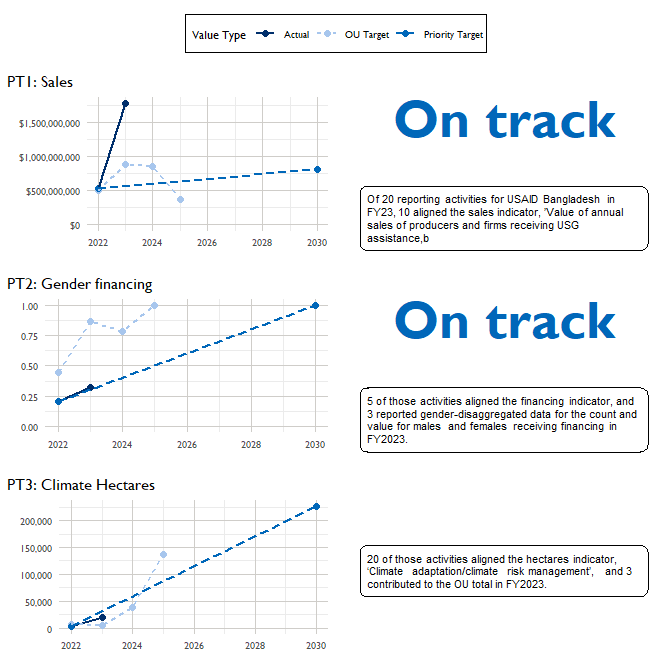 Value Type Actual OU Target Priority Target
PT1: Sales
$1,500,000,000
$1,000,000,000
$500,000,000
$0
2022 2024 2026 2028 2030
On track
Of 20 reporting activities for USAID Bangladesh in
FY23, 10 aligned the sales indicator, 'Value of annual
sales of producers and firms receiving USG
assistance,b
PT2: Gender financing
1.00
0.75
0.50
0.25
0.00
2022 2024 2026 2028 2030
On track
5 of those activities aligned the financing indicator, and
3 reported gender-disaggregated data for the count and
value for males and females receiving financing in
FY2023.
PT3: Climate Hectares
200,000
150,000
100,000
50,000
0
2022 2024 2026 2028 2030
20 of those activities aligned the hectares indicator,
'Climate adaptation/climate risk management', and 3
contributed to the OU total in FY2023.